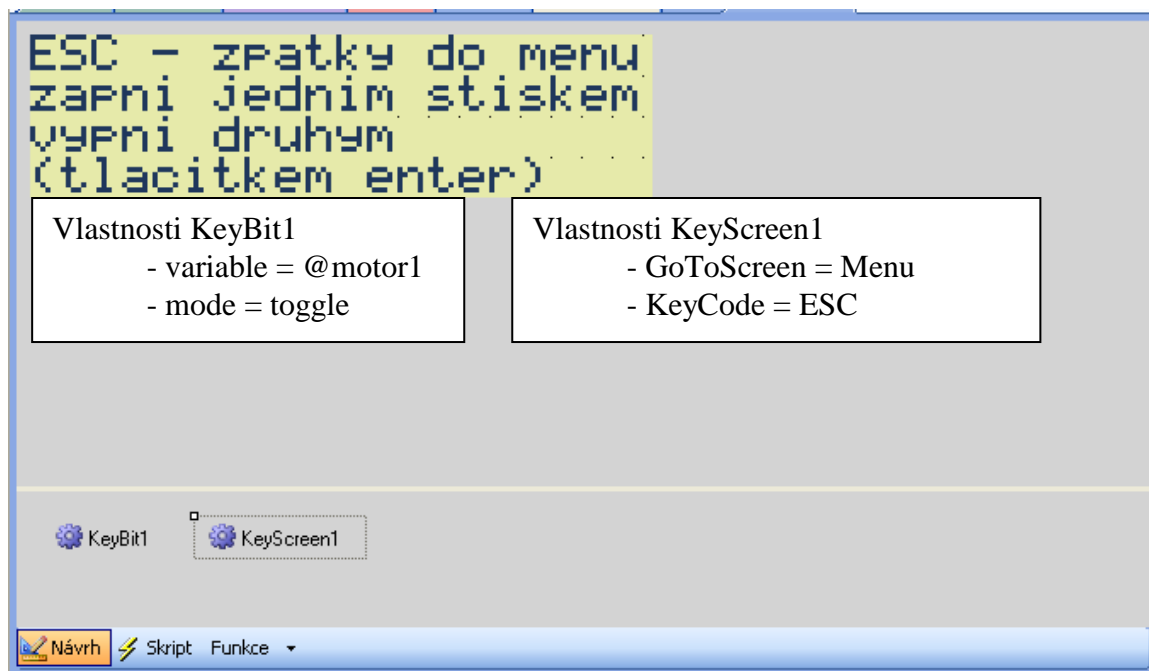 ESC - zpatky do menu
zapni jednim stiskem
vypni druhym
(tlacitkem enter)
Vlastnosti KeyBit1
- variable = @motor1
- mode = toggle
Vlastnosti KeyScreen1
- GoToScreen = Menu
- KeyCode = ESC
KeyBit1 KeyScreen1
Návrh Skript Funkce